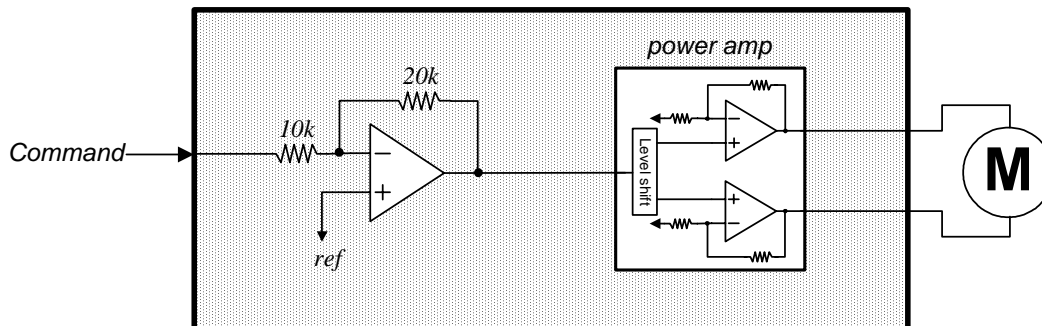 power amp
20k
10k
Command
Level shift
ref
M